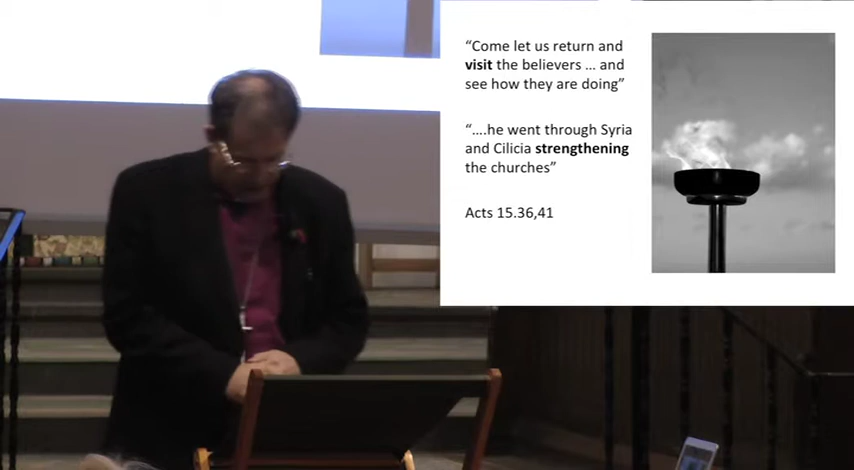 “Come let us return and
visit the believers ... and
see how they are doing”
“....he went through Syria
and Cilicia strengthening
the churches”
Acts 15.36,41